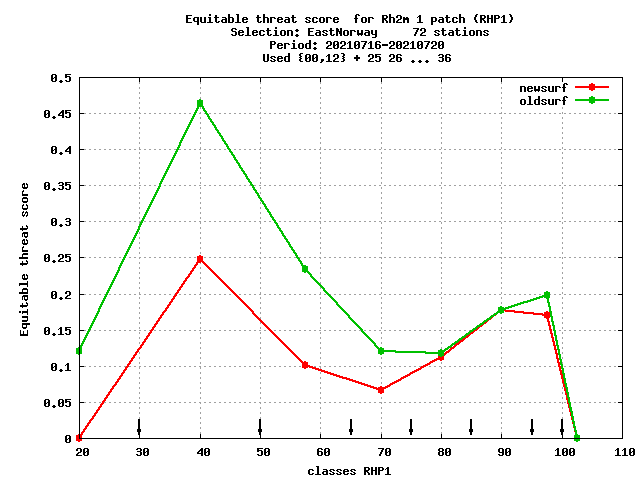 Equitable threat score  for Rh2m 1 patch (RHP1)
Selection: EastNorway     72 stations
Period: 20210716-20210720
Used {00,12} + 25 26 ... 36
newsurf
oldsurf
0.5
0.45
0.4
0.35
0.3
0.25
0.2
0.15
0.1
0.05
0
Equitable threat score
20 30 40 50 60 70 80 90 100 110
classes RHP1